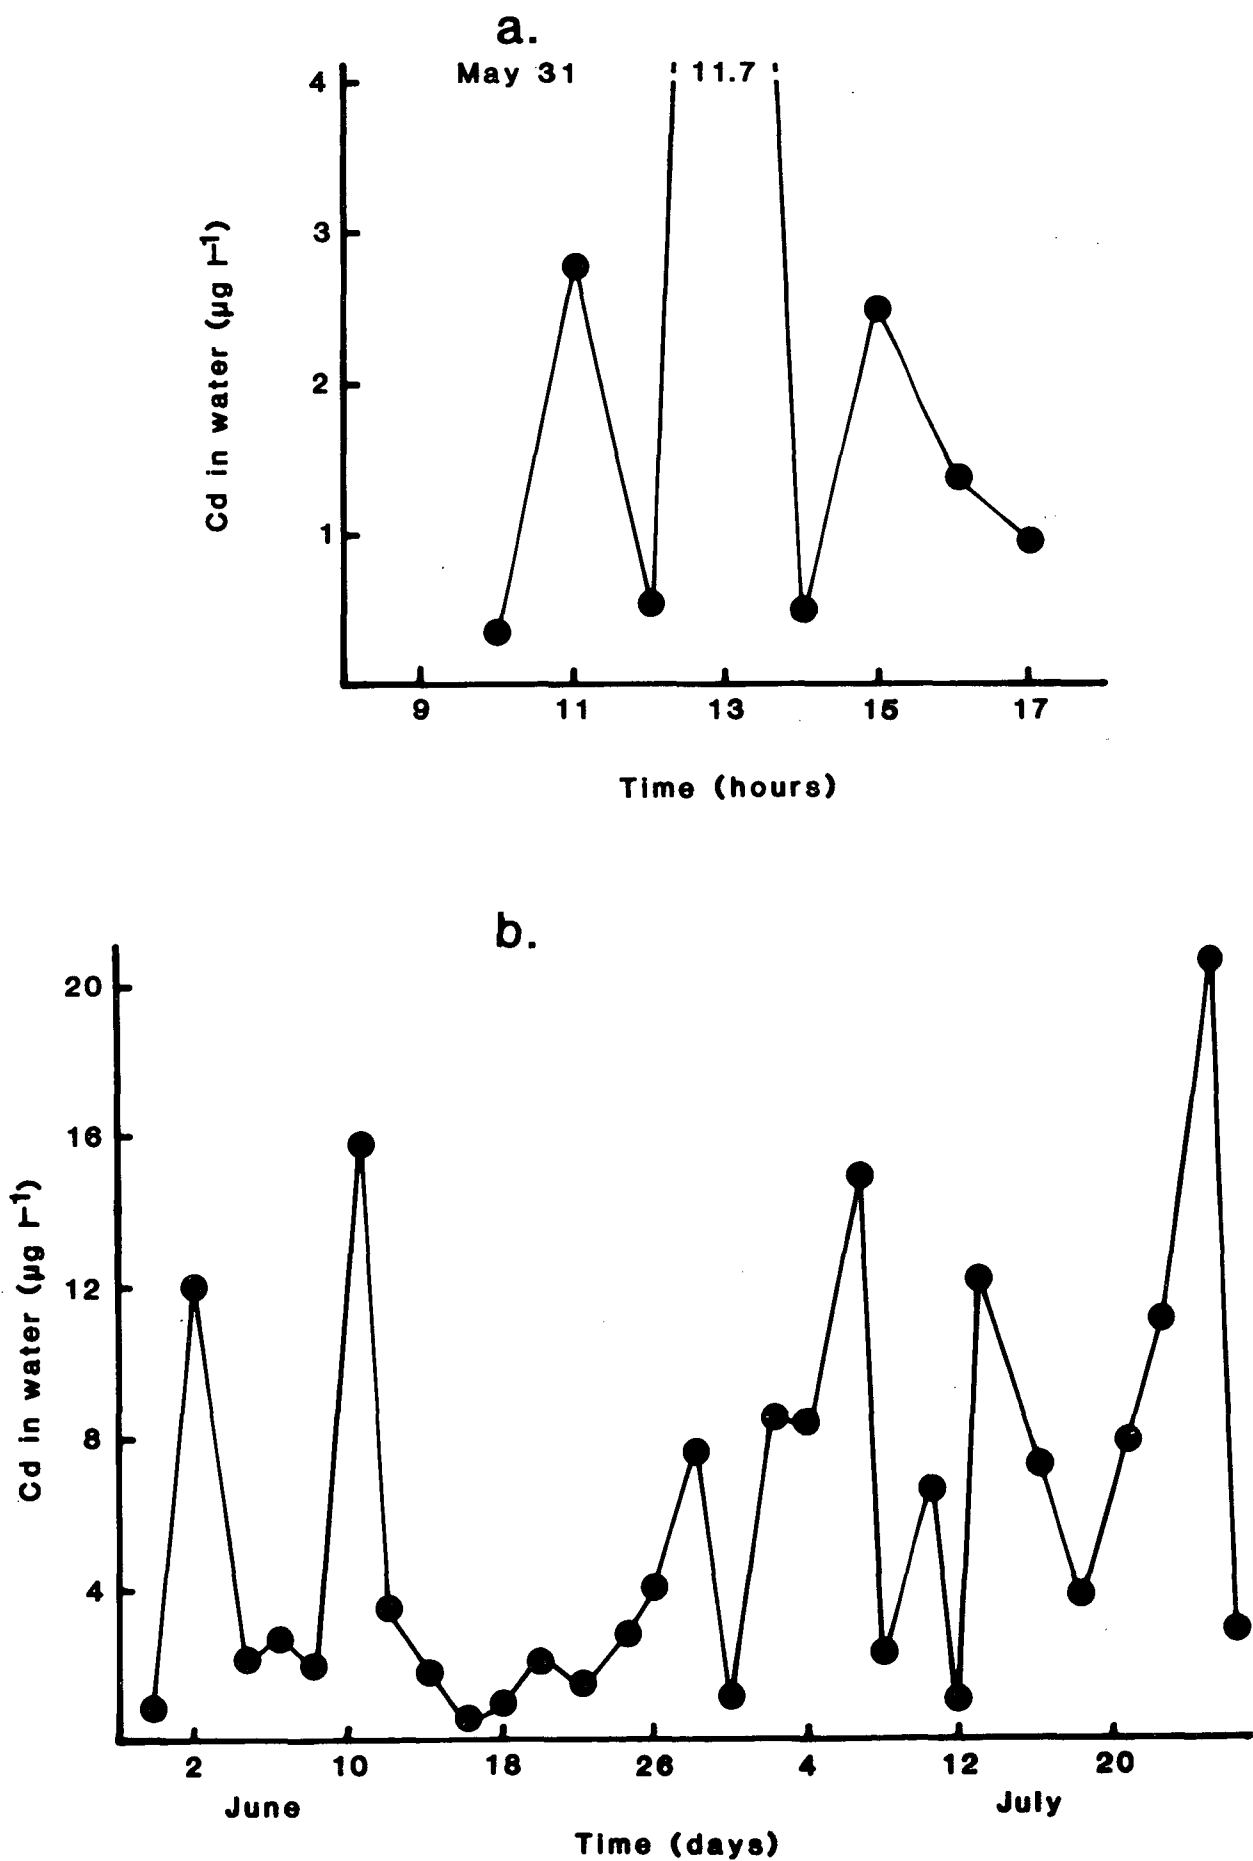 a.
May 31
11.7
4
3
2
1
Cd in water (µg l⁻¹)
9 11 13 15 17
Time (hours)
b.
20
16
12
8
4
Cd in water (µg l⁻¹)
2 10 18 26 4 12 20
June July
Time (days)